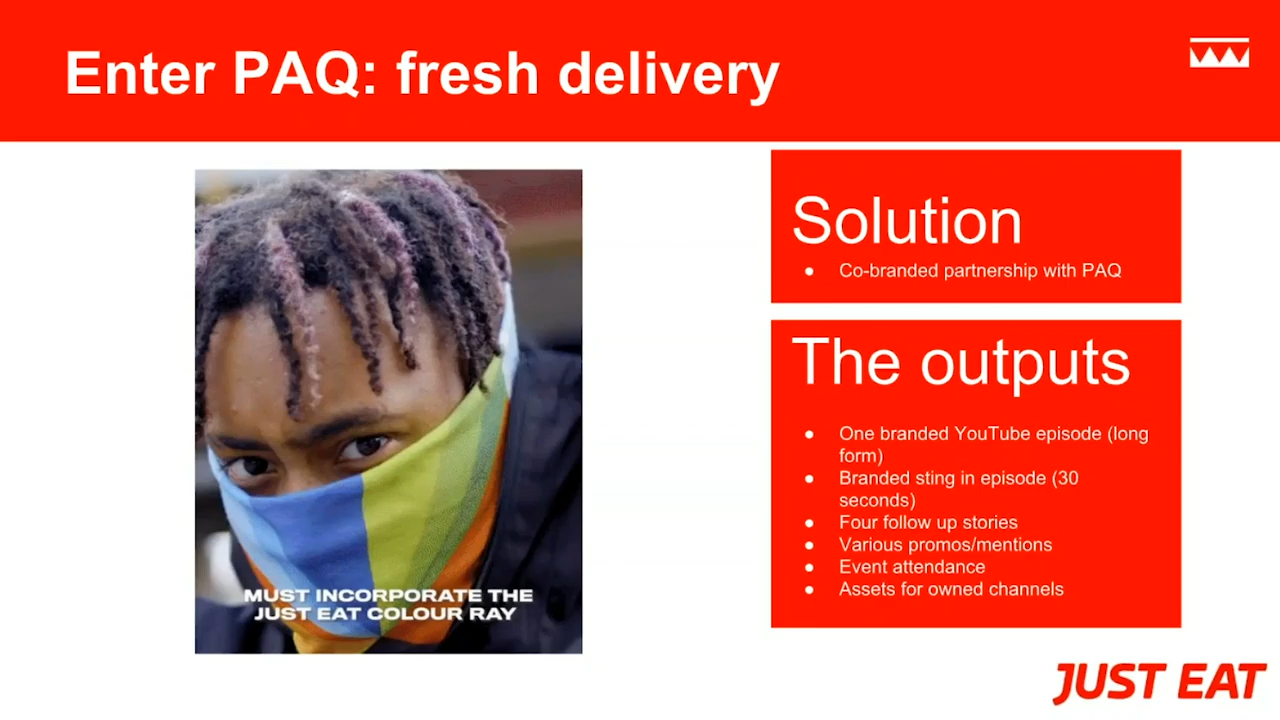 Enter PAQ: fresh delivery
MUST INCORPORATE THE
JUST EAT COLOUR RAY
Solution
● Co-branded partnership with PAQ
The outputs
● One branded YouTube episode (long
form)
● Branded sting in episode (30
seconds)
● Four follow up stories
● Various promos/mentions
● Event attendance
● Assets for owned channels
JUST EAT